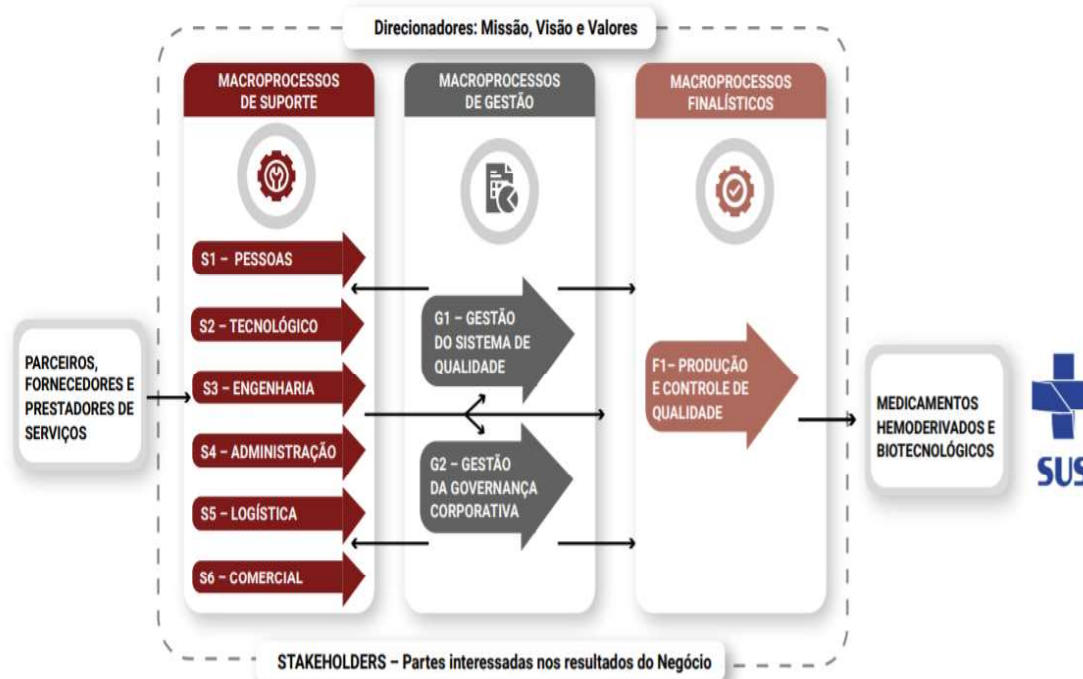 Direcionadores: Missão, Visão e Valores
MACROPROCESSOS
DE SUPORTE
MACROPROCESSOS
DE GESTÃO
MACROPROCESSOS
FINALÍSTICOS
S1 – PESSOAS
S2 – TECNOLÓGICO
S3 – ENGENHARIA
S4 – ADMINISTRAÇÃO
S5 – LOGÍSTICA
S6 – COMERCIAL
G1 – GESTÃO
DO SISTEMA DE
QUALIDADE
G2 – GESTÃO
DA GOVERNANÇA
CORPORATIVA
F1– PRODUÇÃO
E CONTROLE DE
QUALIDADE
PARCEIROS,
FORNECEDORES E
PRESTADORES DE
SERVIÇOS
MEDICAMENTOS
HEMODERIVADOS E
BIOTECNOLÓGICOS
SUS
STAKEHOLDERS – Partes interessadas nos resultados do Negócio